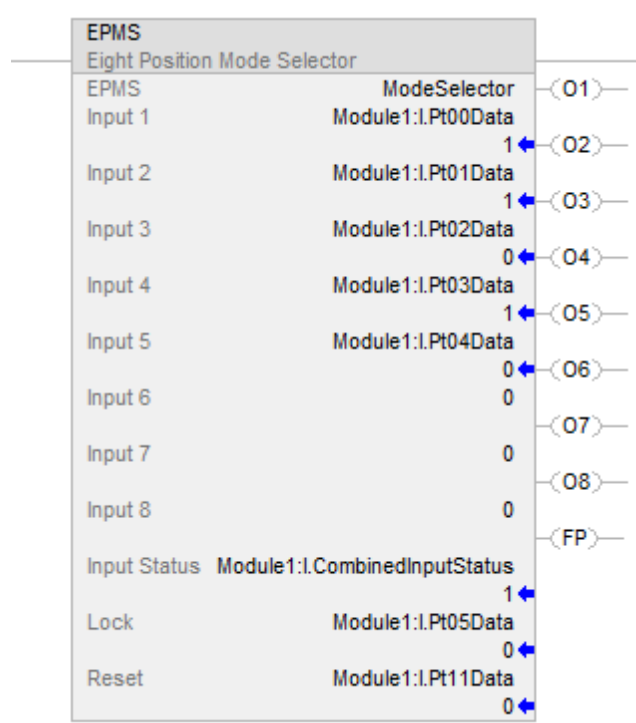 EPMS
Eight Position Mode Selector
EPMS ModeSelector (O1)
Input 1 Module1:I.Pt00Data
1 (O2)
Input 2 Module1:I.Pt01Data
1 (O3)
Input 3 Module1:I.Pt02Data
0 (O4)
Input 4 Module1:I.Pt03Data
1 (O5)
Input 5 Module1:I.Pt04Data
0 (O6)
Input 6 0
(O7)
Input 7 0
(O8)
Input 8 0
(FP)
Input Status Module1:I.CombinedInputStatus
1
Lock Module1:I.Pt05Data
0
Reset Module1:I.Pt11Data
0